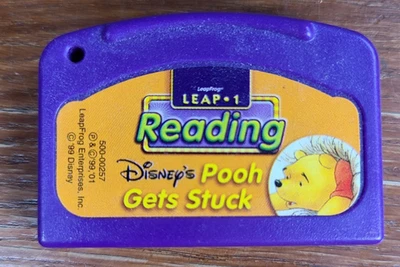 LeapFrog
LEAP•1
Reading
Disney's Pooh
Gets Stuck
500-00257
℗ & © '99, '01
LeapFrog Enterprises, Inc.
© '99 Disney